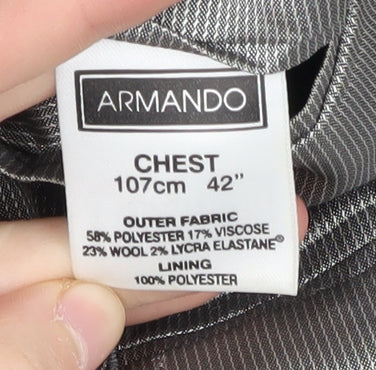 ARMANDO
CHEST
107cm 42"
OUTER FABRIC
58% POLYESTER 17% VISCOSE
23% WOOL 2% LYCRA ELASTANE®
LINING
100% POLYESTER